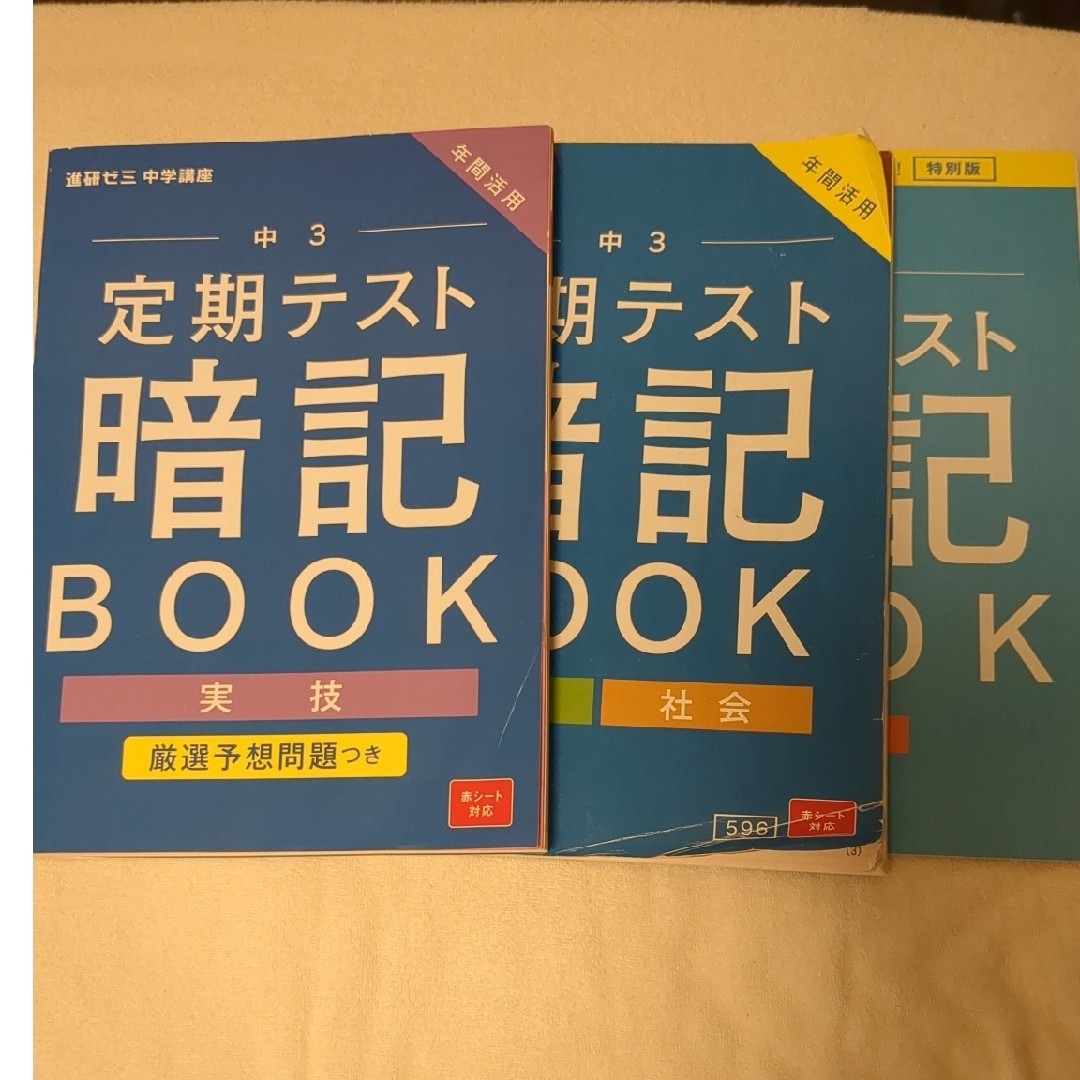 進研ゼミ 中学講座
年間活用
中3
定期テスト
暗記
BOOK
実技
厳選予想問題つき
赤シート
対応
年間活用
中3
期テスト
暗記
OOK
社会
596
赤シート
対応
(3)
! 特別版
スト
記
OK